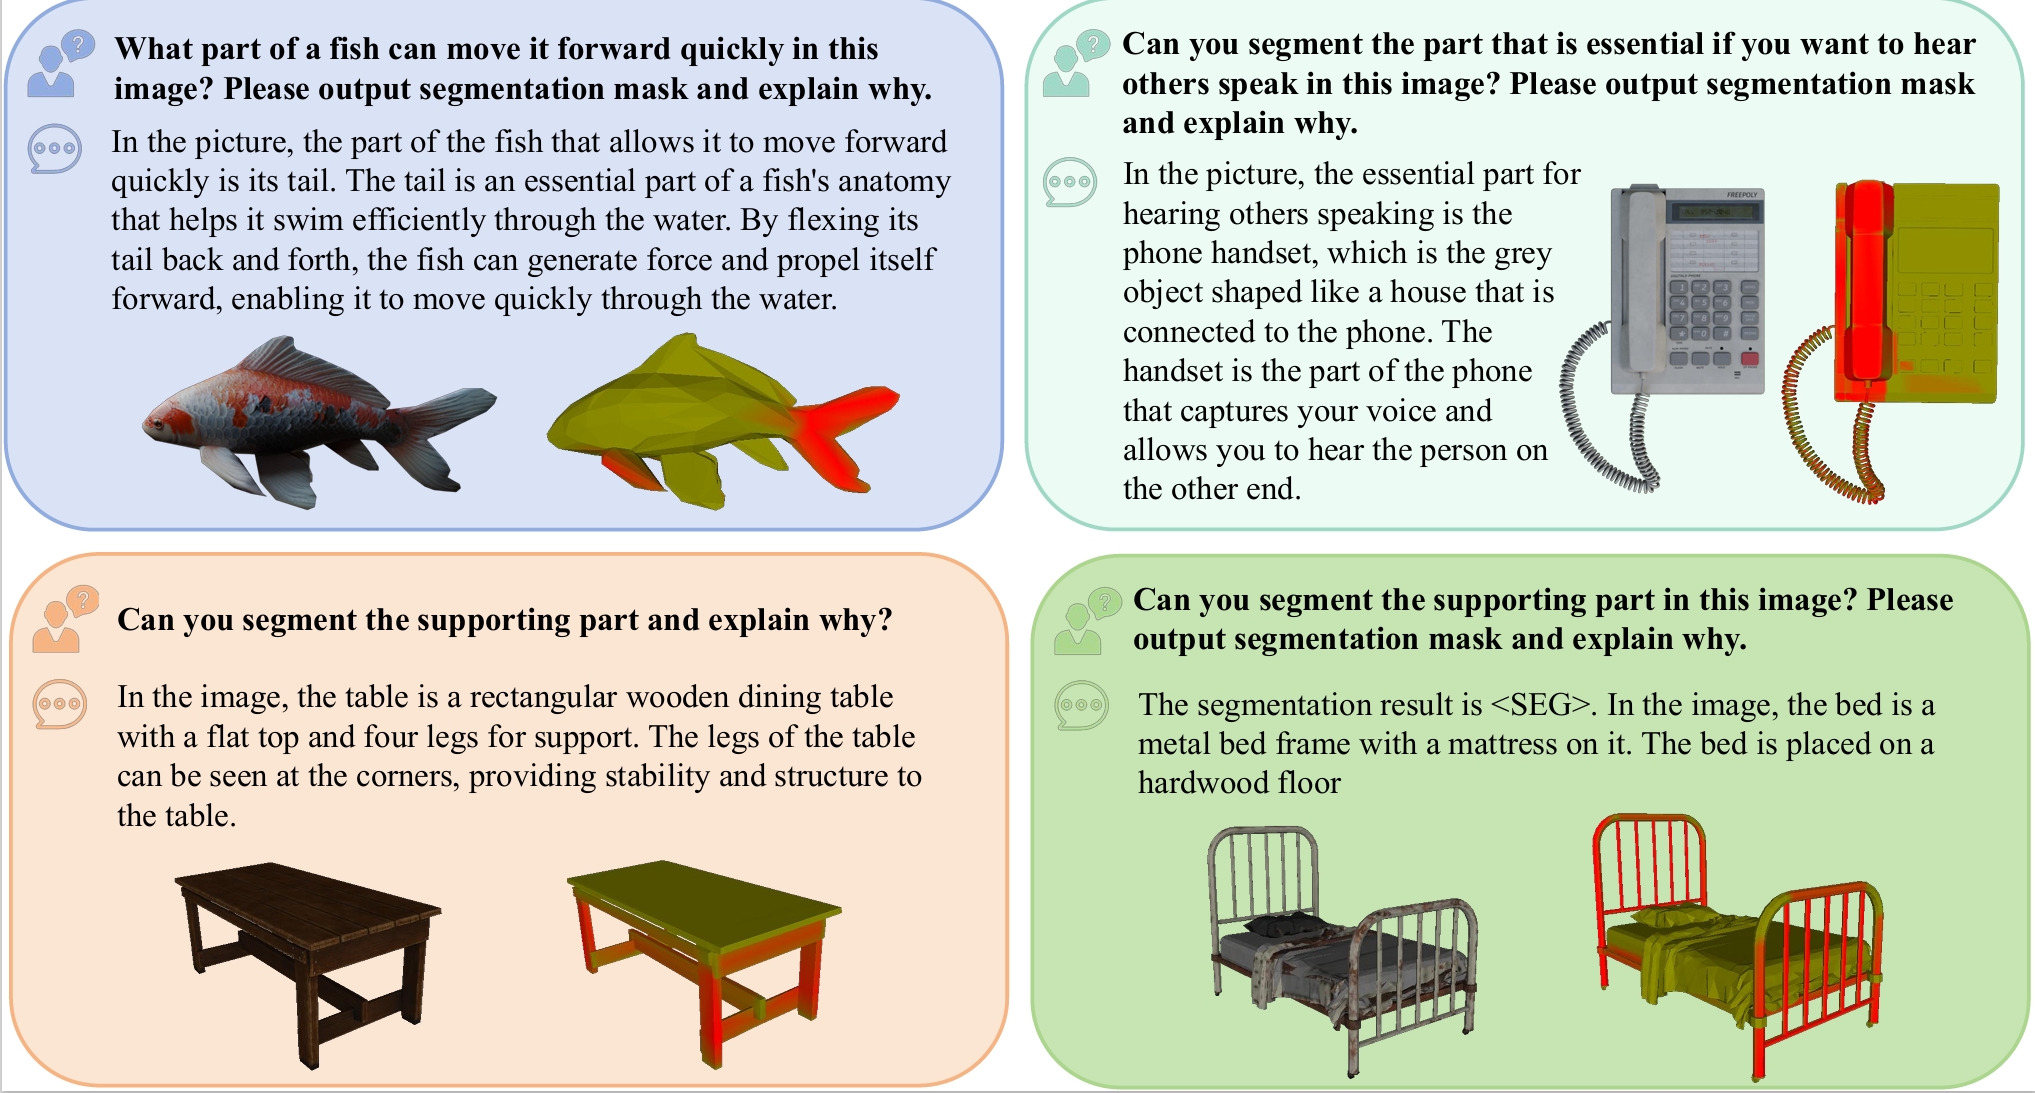 What part of a fish can move it forward quickly in this
image? Please output segmentation mask and explain why.
In the picture, the part of the fish that allows it to move forward
quickly is its tail. The tail is an essential part of a fish's anatomy
that helps it swim efficiently through the water. By flexing its
tail back and forth, the fish can generate force and propel itself
forward, enabling it to move quickly through the water.
Can you segment the part that is essential if you want to hear
others speak in this image? Please output segmentation mask
and explain why.
In the picture, the essential part for
hearing others speaking is the
phone handset, which is the grey
object shaped like a house that is
connected to the phone. The
handset is the part of the phone
that captures your voice and
allows you to hear the person on
the other end.
FREEPOLY
Can you segment the supporting part and explain why?
In the image, the table is a rectangular wooden dining table
with a flat top and four legs for support. The legs of the table
can be seen at the corners, providing stability and structure to
the table.
Can you segment the supporting part in this image? Please
output segmentation mask and explain why.
The segmentation result is <SEG>. In the image, the bed is a
metal bed frame with a mattress on it. The bed is placed on a
hardwood floor